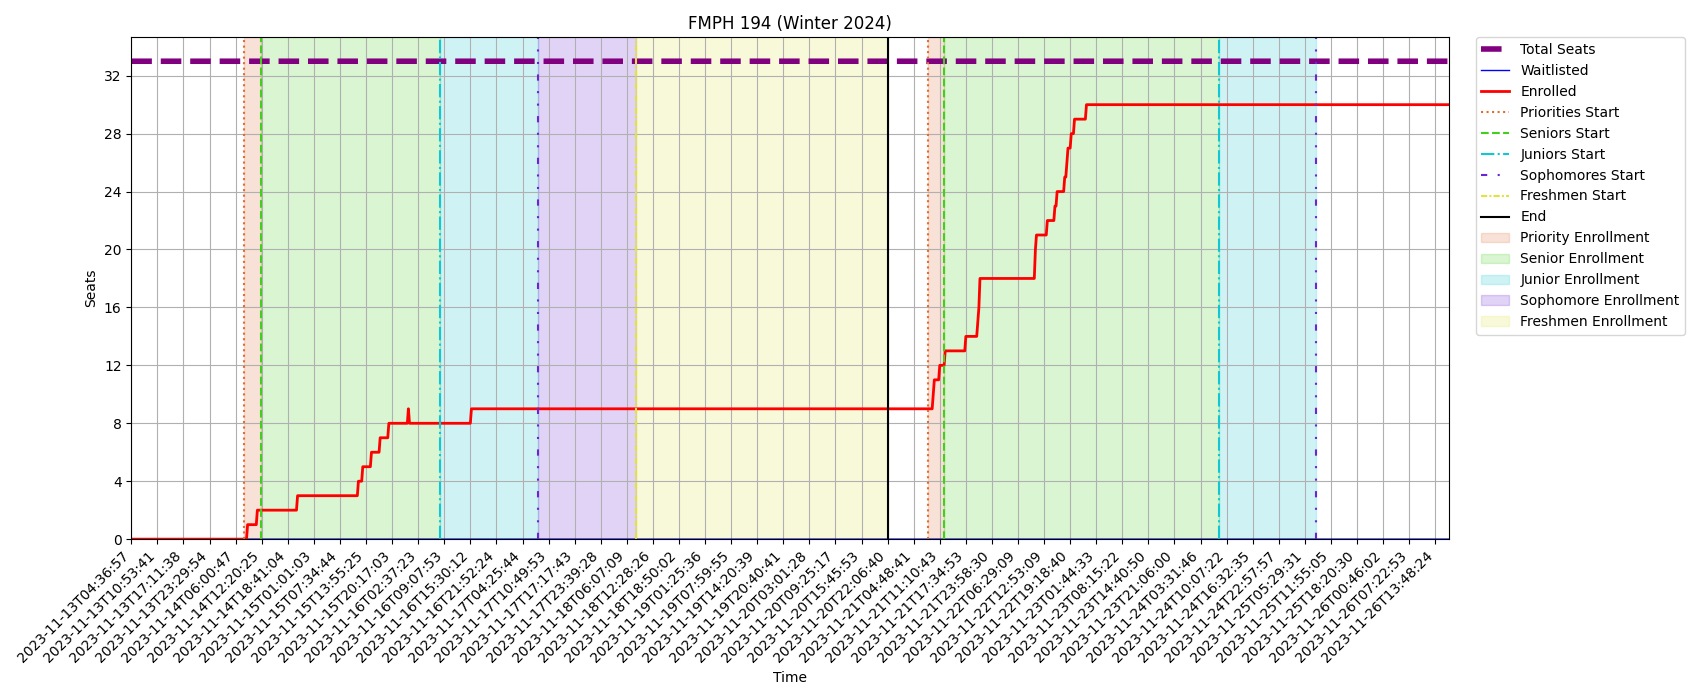 FMPH 194 (Winter 2024)
Seats
32
28
24
20
16
12
8
4
0
2023-11-13T04:36:57
2023-11-13T10:53:41
2023-11-13T17:11:38
2023-11-13T23:29:54
2023-11-14T06:00:47
2023-11-14T12:20:25
2023-11-14T18:41:04
2023-11-15T01:01:03
2023-11-15T07:34:44
2023-11-15T13:55:25
2023-11-15T20:17:03
2023-11-16T02:37:23
2023-11-16T09:07:53
2023-11-16T15:30:12
2023-11-16T21:52:24
2023-11-17T04:25:44
2023-11-17T10:49:53
2023-11-17T17:17:43
2023-11-17T23:39:28
2023-11-18T06:07:09
2023-11-18T12:28:26
2023-11-18T18:50:02
2023-11-19T01:25:36
2023-11-19T07:59:55
2023-11-19T14:20:39
2023-11-19T20:40:41
2023-11-20T03:01:28
2023-11-20T09:25:17
2023-11-20T15:45:53
2023-11-20T22:06:40
2023-11-21T04:48:41
2023-11-21T11:10:43
2023-11-21T17:34:53
2023-11-21T23:58:30
2023-11-22T06:29:09
2023-11-22T12:53:09
2023-11-22T19:18:40
2023-11-23T01:44:33
2023-11-23T08:15:22
2023-11-23T14:40:50
2023-11-23T21:06:00
2023-11-24T03:31:46
2023-11-24T10:07:22
2023-11-24T16:32:35
2023-11-24T22:57:57
2023-11-25T05:29:31
2023-11-25T11:55:05
2023-11-25T18:20:30
2023-11-26T00:46:02
2023-11-26T07:22:53
2023-11-26T13:48:24
Time
Total Seats
Waitlisted
Enrolled
Priorities Start
Seniors Start
Juniors Start
Sophomores Start
Freshmen Start
End
Priority Enrollment
Senior Enrollment
Junior Enrollment
Sophomore Enrollment
Freshmen Enrollment